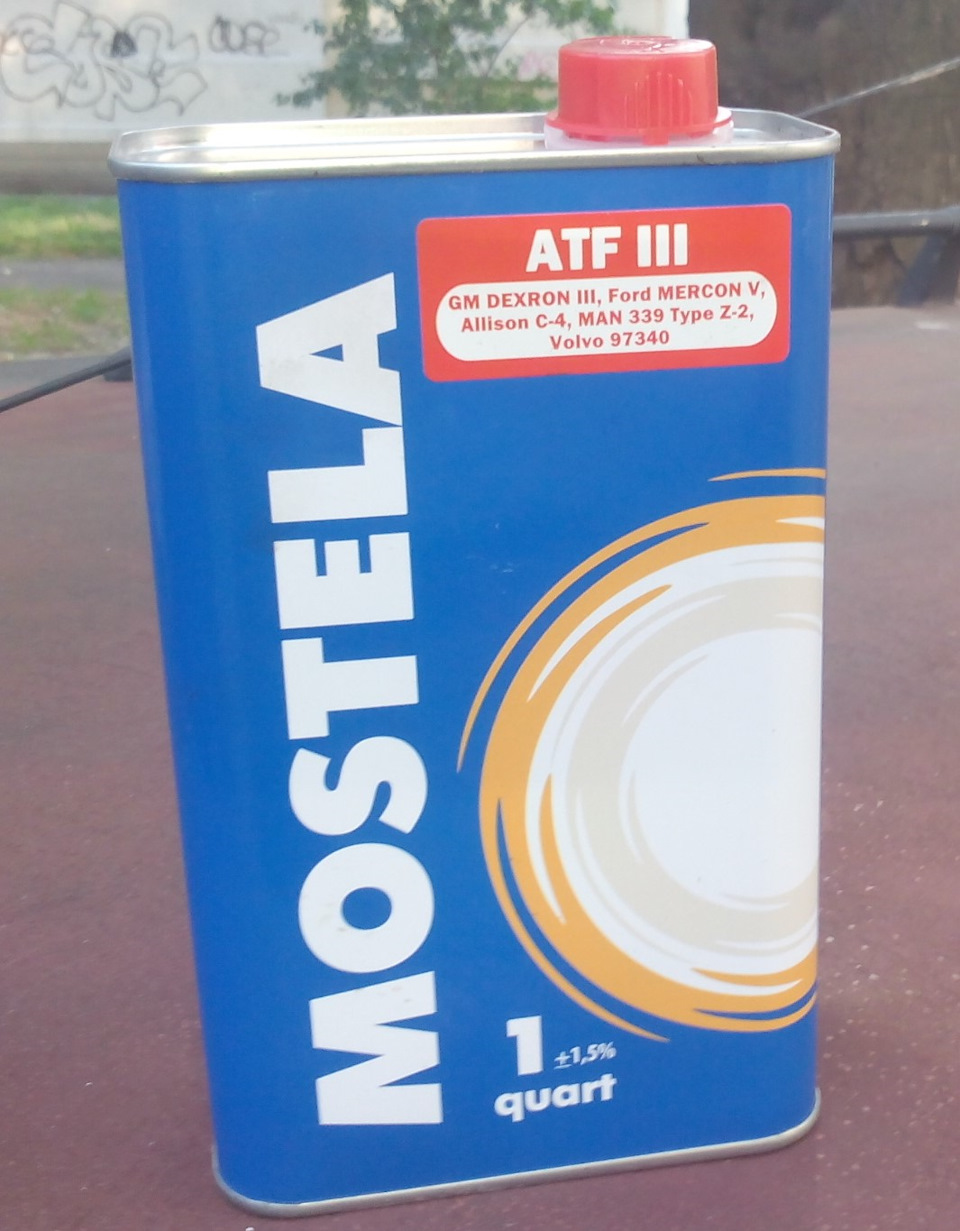 ATF III
GM DEXRON III, Ford MERCON V,
Allison C-4, MAN 339 Type Z-2,
Volvo 97340
MOSTELA
1 ±1,5%
quart